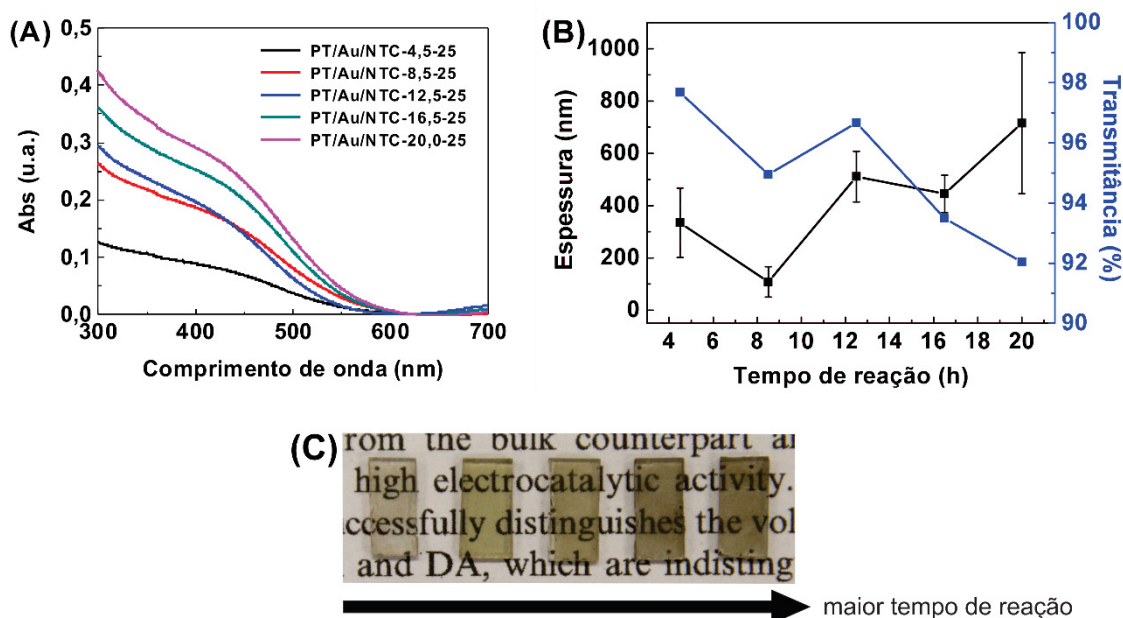 (A)
0,5
0,4
0,3
0,2
0,1
0,0
Abs (u.a.)
PT/Au/NTC-4,5-25
PT/Au/NTC-8,5-25
PT/Au/NTC-12,5-25
PT/Au/NTC-16,5-25
PT/Au/NTC-20,0-25
300 400 500 600 700
Comprimento de onda (nm)
(B)
1000
800
600
400
200
0
Espessura (nm)
100
98
96
94
92
90
Transmitância (%)
4 6 8 10 12 14 16 18 20
Tempo de reação (h)
(C)
rom the bulk counterpart
high electrocatalytic activity.
ccessfully distinguishes the vol
and DA, which are indisting
maior tempo de reação